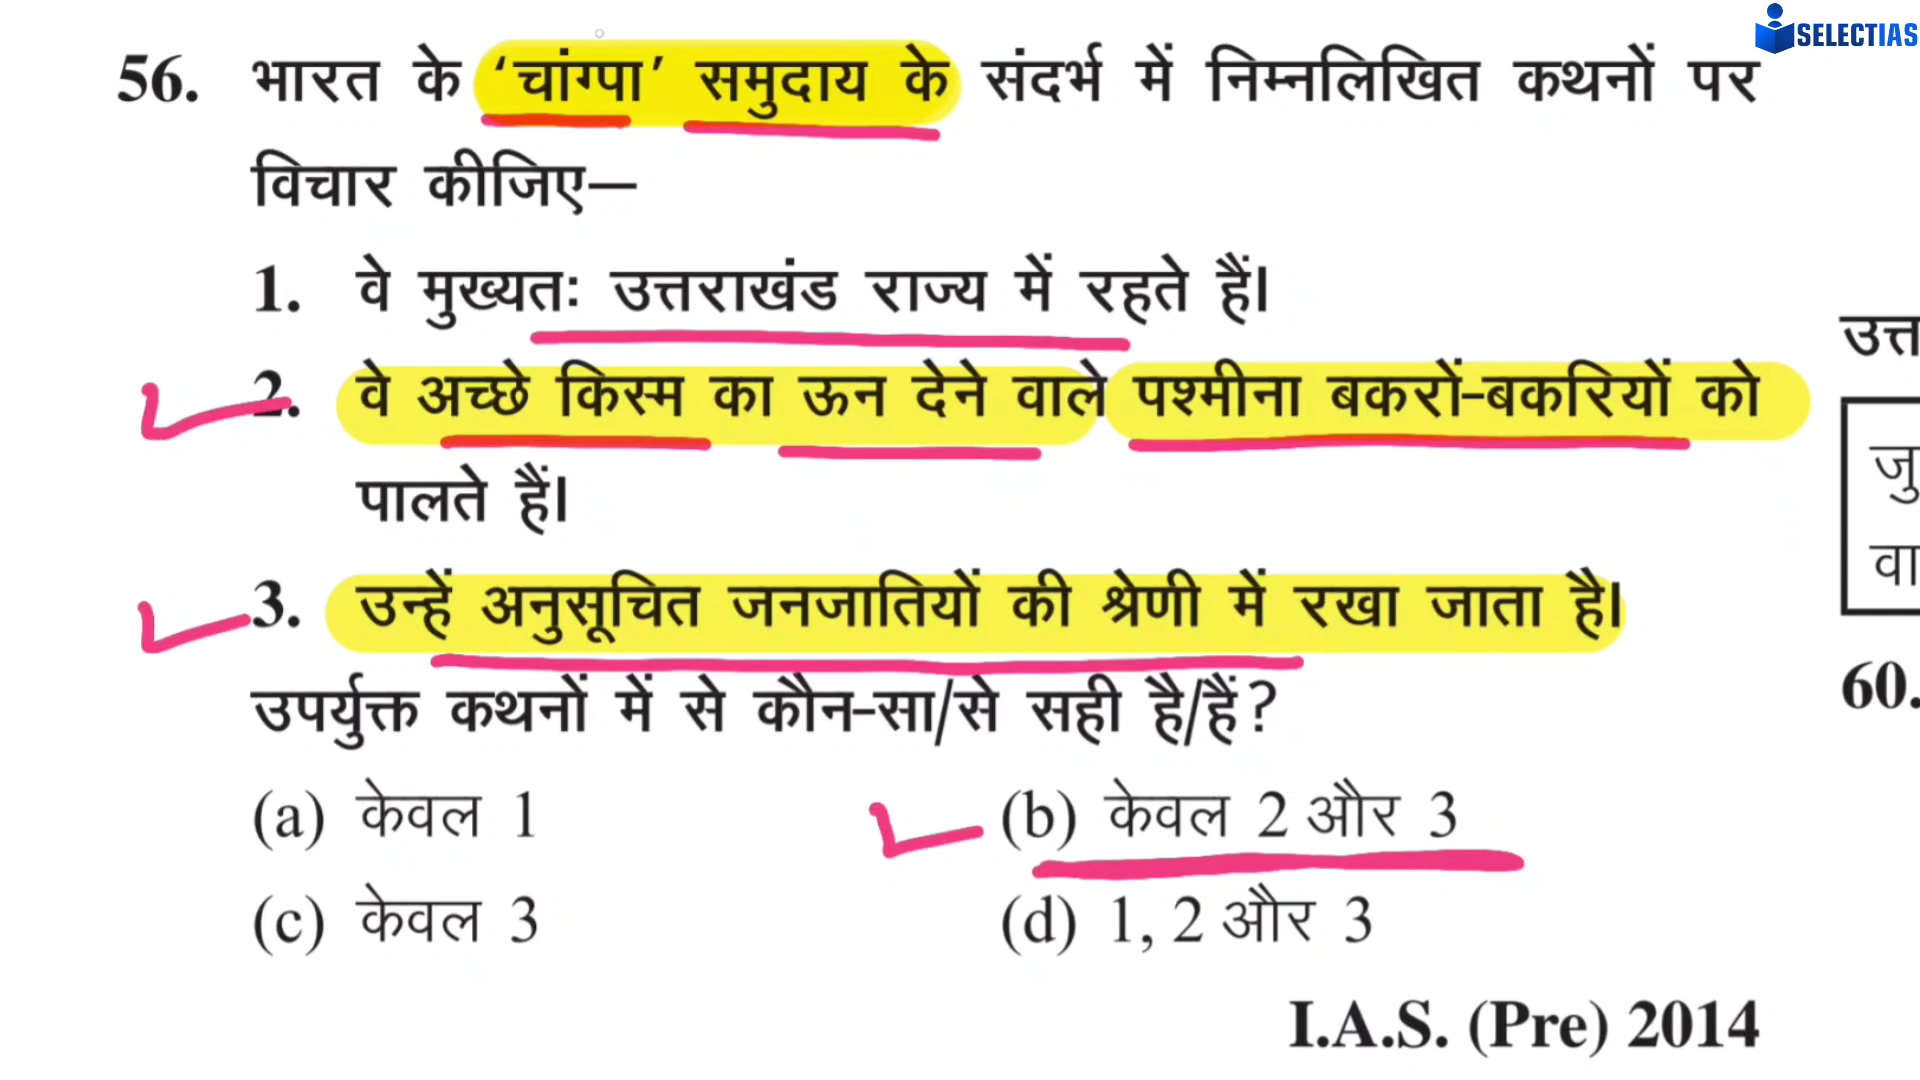 SELECTIAS
56. भारत के ‘चांग्पा’ समुदाय के संदर्भ में निम्नलिखित कथनों पर
विचार कीजिए—
1. वे मुख्यतः उत्तराखंड राज्य में रहते हैं।
2. वे अच्छे किस्म का ऊन देने वाले पश्मीना बकरों-बकरियों को
पालते हैं।
3. उन्हें अनुसूचित जनजातियों की श्रेणी में रखा जाता है।
उपर्युक्त कथनों में से कौन-सा/से सही है/हैं?
(a) केवल 1
(b) केवल 2 और 3
(c) केवल 3
(d) 1, 2 और 3
I.A.S. (Pre) 2014
उत्त
जु
वा
60.